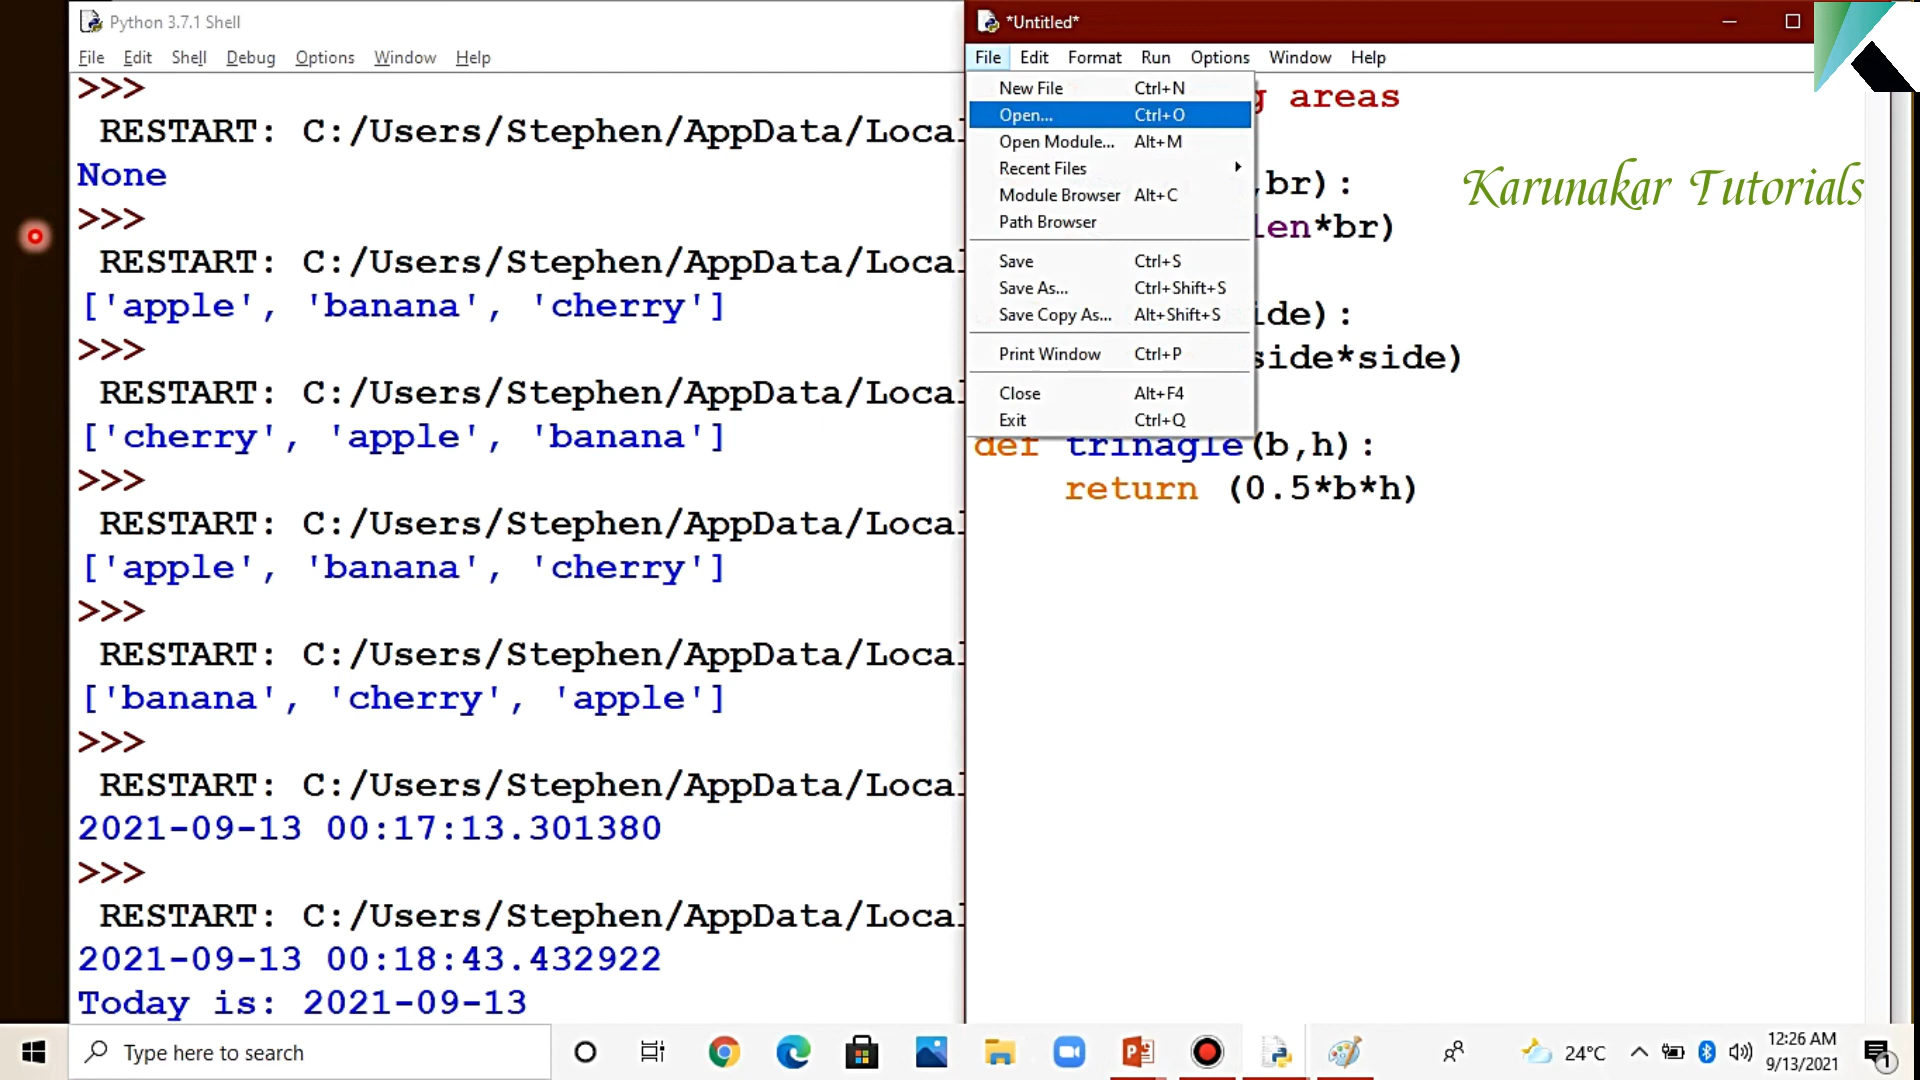 Python 3.7.1 Shell
File Edit Shell Debug Options Window Help
>>>
RESTART: C:/Users/Stephen/AppData/Local
None
>>>
RESTART: C:/Users/Stephen/AppData/Local
['apple', 'banana', 'cherry']
>>>
RESTART: C:/Users/Stephen/AppData/Local
['cherry', 'apple', 'banana']
>>>
RESTART: C:/Users/Stephen/AppData/Local
['apple', 'banana', 'cherry']
>>>
RESTART: C:/Users/Stephen/AppData/Local
['banana', 'cherry', 'apple']
>>>
RESTART: C:/Users/Stephen/AppData/Local
2021-09-13 00:17:13.301380
>>>
RESTART: C:/Users/Stephen/AppData/Local
2021-09-13 00:18:43.432922
Today is: 2021-09-13
*Untitled*
File Edit Format Run Options Window Help
New File Ctrl+N
Open... Ctrl+O
Open Module... Alt+M
Recent Files
Module Browser Alt+C
Path Browser
Save Ctrl+S
Save As... Ctrl+Shift+S
Save Copy As... Alt+Shift+S
Print Window Ctrl+P
Close Alt+F4
Exit Ctrl+Q
areas
,br):
len*br)
ide):
side*side)
def trinagle(b,h):
return (0.5*b*h)
Karunakar Tutorials
Type here to search
24°C
12:26 AM
9/13/2021
1